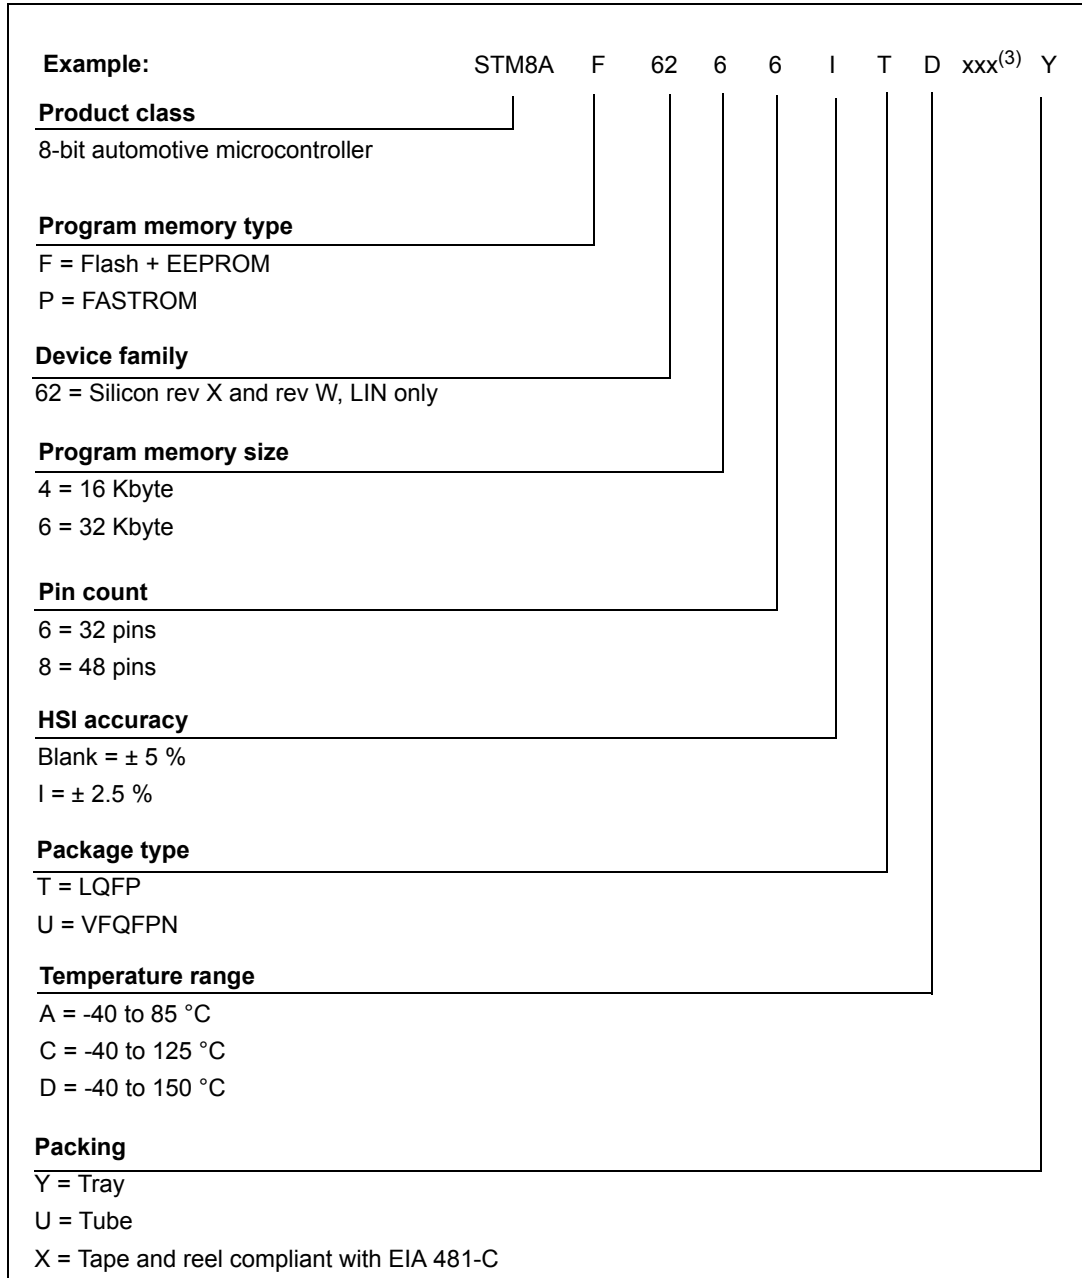 Example: STM8A F 62 6 6 I T D xxx(3) Y
Product class
8-bit automotive microcontroller
Program memory type
F = Flash + EEPROM
P = FASTROM
Device family
62 = Silicon rev X and rev W, LIN only
Program memory size
4 = 16 Kbyte
6 = 32 Kbyte
Pin count
6 = 32 pins
8 = 48 pins
HSI accuracy
Blank = ± 5 %
I = ± 2.5 %
Package type
T = LQFP
U = VFQFPN
Temperature range
A = -40 to 85 °C
C = -40 to 125 °C
D = -40 to 150 °C
Packing
Y = Tray
U = Tube
X = Tape and reel compliant with EIA 481-C